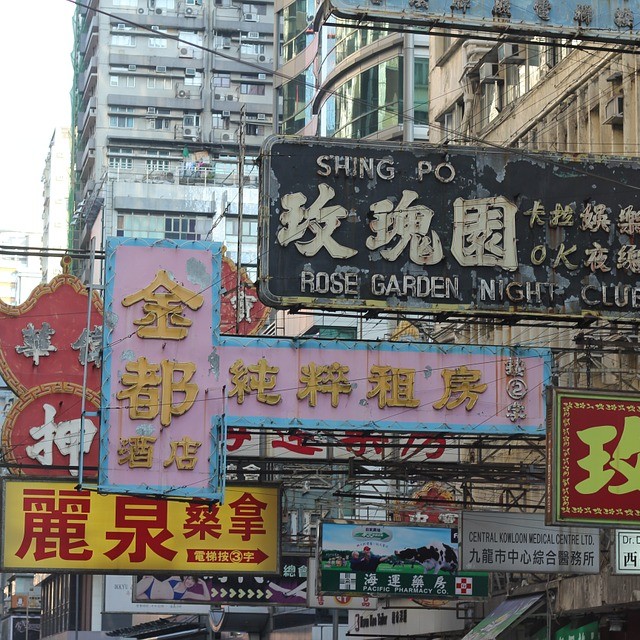 SHING PO
玫瑰園
卡拉
OK
娛樂
夜總
ROSE GARDEN NIGHT CLUB
金都
酒店
純粹租房
押
麗泉
桑拿
電梯按③字
CENTRAL KOWLOON MEDICAL CENTRE LTD.
九龍市中心綜合醫務所
海運藥房
PACIFIC PHARMACY CO.
玫
Dr.
西